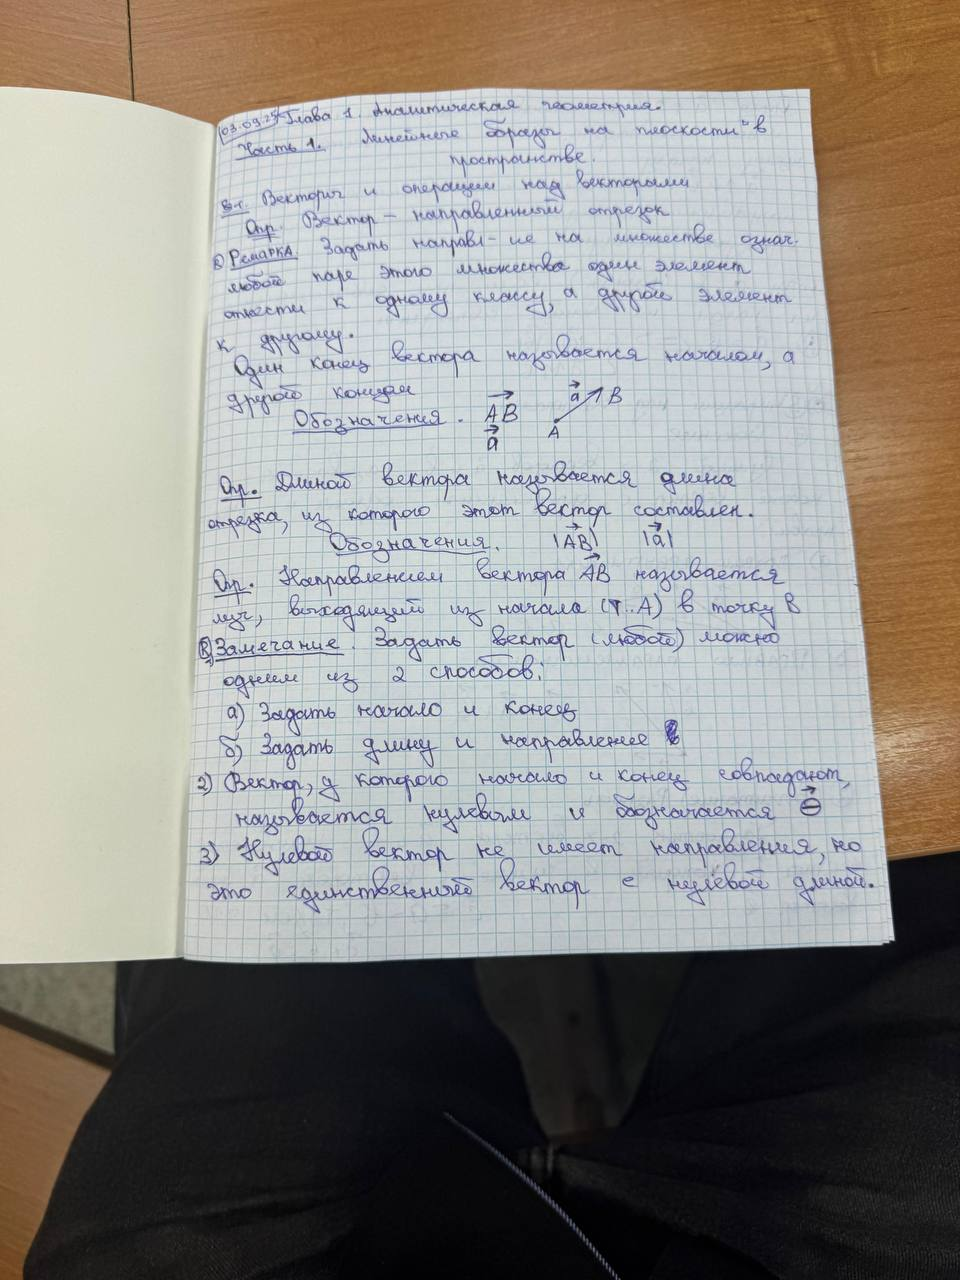 03.09.25 Глава 1. Аналитическая геометрия.
Часть 1. Линейные образы на плоскости и в
пространстве.
§1. Векторы и операции над векторами
Опр. Вектор – направленный отрезок
R РЕМАРКА. Задать направл-ие на множестве означ.
любой паре этого множества один элемент
отнести к одному классу, а другой элемент
к другому.
Один конец вектора называется началом, а
другой концом
Обозначения. AB a B
a A
Опр. Длиной вектора называется длина
отрезка, из которого этот вектор составлен.
Обозначения. |AB| |a|
Опр. Направлением вектора AB называется
луч, выходящий из начала (т. A) в точку B
R Замечание. Задать вектор (любой) можно
одним из 2 способов:
а) Задать начало и конец
б) Задать длину и направление
2) Вектор, у которого начало и конец совпадают,
называется нулевым и обозначается Θ
3) Нулевой вектор не имеет направления, но
это единственный вектор с нулевой длиной.